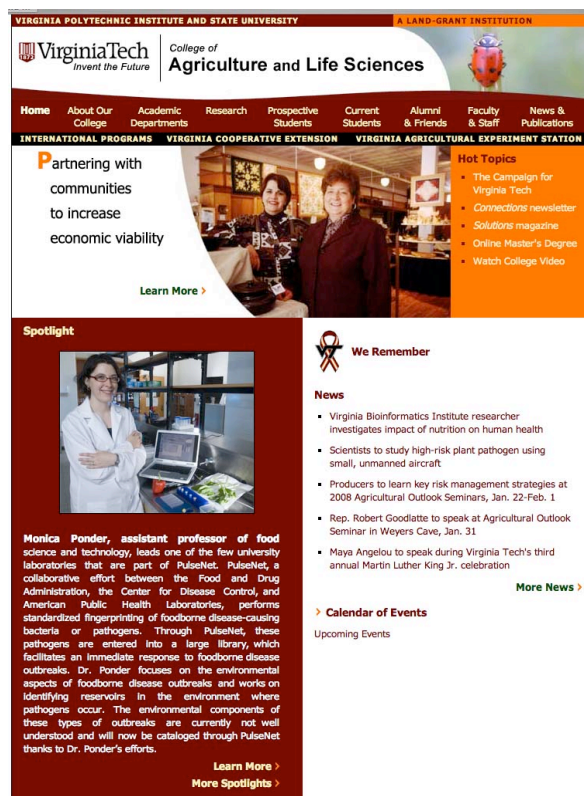 VIRGINIA POLYTECHNIC INSTITUTE AND STATE UNIVERSITY
A LAND-GRANT INSTITUTION
1872
VirginiaTech
Invent the Future
College of
Agriculture and Life Sciences
Home
About Our
College
Academic
Departments
Research
Prospective
Students
Current
Students
Alumni
& Friends
Faculty
& Staff
News &
Publications
INTERNATIONAL PROGRAMS VIRGINIA COOPERATIVE EXTENSION VIRGINIA AGRICULTURAL EXPERIMENT STATION
Partnering with
communities
to increase
economic viability
Learn More ›
Hot Topics
The Campaign for
Virginia Tech
Connections newsletter
Solutions magazine
Online Master's Degree
Watch College Video
Spotlight
Monica Ponder, assistant professor of food
science and technology, leads one of the few university
laboratories that are part of PulseNet. PulseNet, a
collaborative effort between the Food and Drug
Administration, the Center for Disease Control, and
American Public Health Laboratories, performs
standardized fingerprinting of foodborne disease-causing
bacteria or pathogens. Through PulseNet, these
pathogens are entered into a large library, which
facilitates an immediate response to foodborne disease
outbreaks. Dr. Ponder focuses on the environmental
aspects of foodborne disease outbreaks and works on
identifying reservoirs in the environment where
pathogens occur. The environmental components of
these types of outbreaks are currently not well
understood and will now be cataloged through PulseNet
thanks to Dr. Ponder's efforts.
Learn More ›
More Spotlights ›
We Remember
News
Virginia Bioinformatics Institute researcher
investigates impact of nutrition on human health
Scientists to study high-risk plant pathogen using
small, unmanned aircraft
Producers to learn key risk management strategies at
2008 Agricultural Outlook Seminars, Jan. 22-Feb. 1
Rep. Robert Goodlatte to speak at Agricultural Outlook
Seminar in Weyers Cave, Jan. 31
Maya Angelou to speak during Virginia Tech's third
annual Martin Luther King Jr. celebration
More News ›
› Calendar of Events
Upcoming Events